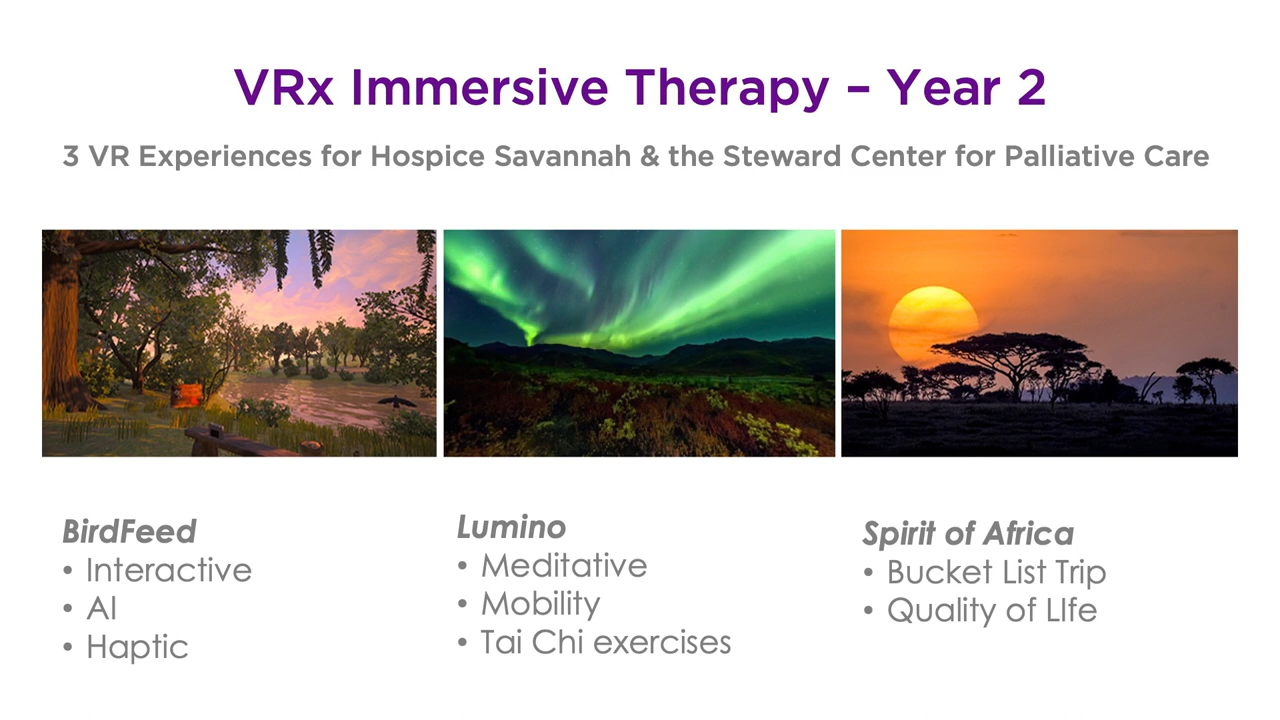 VRx Immersive Therapy – Year 2
3 VR Experiences for Hospice Savannah & the Steward Center for Palliative Care
BirdFeed
• Interactive
• AI
• Haptic
Lumino
• Meditative
• Mobility
• Tai Chi exercises
Spirit of Africa
• Bucket List Trip
• Quality of LIfe